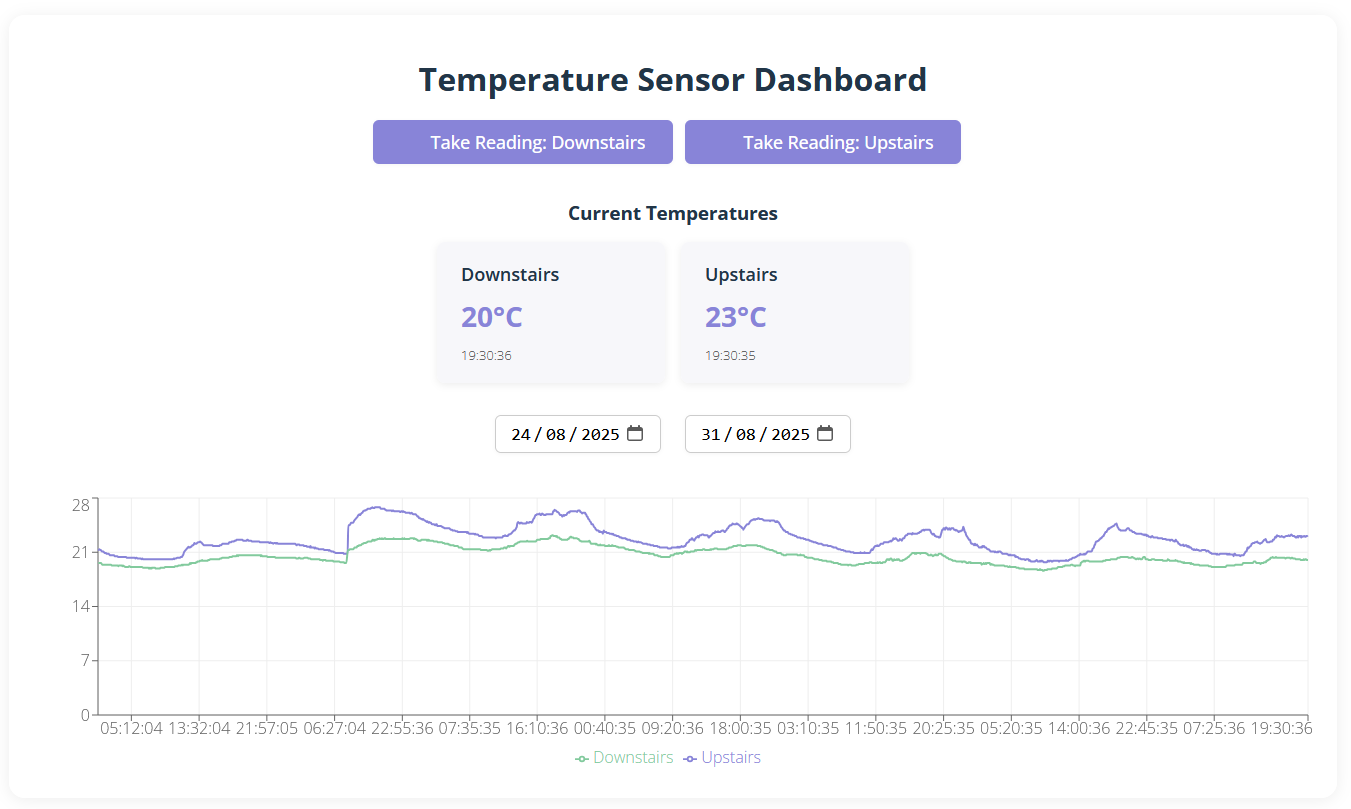 Temperature Sensor Dashboard
Take Reading: Downstairs Take Reading: Upstairs
Current Temperatures
Downstairs
20°C
19:30:36
Upstairs
23°C
19:30:35
24/08/2025 31/08/2025
28
21
14
7
0
05:12:04 13:32:04 21:57:05 06:27:04 22:55:36 07:35:35 16:10:36 00:40:35 09:20:36 18:00:35 03:10:35 11:50:35 20:25:35 05:20:35 14:00:36 22:45:35 07:25:36 19:30:36
Downstairs Upstairs